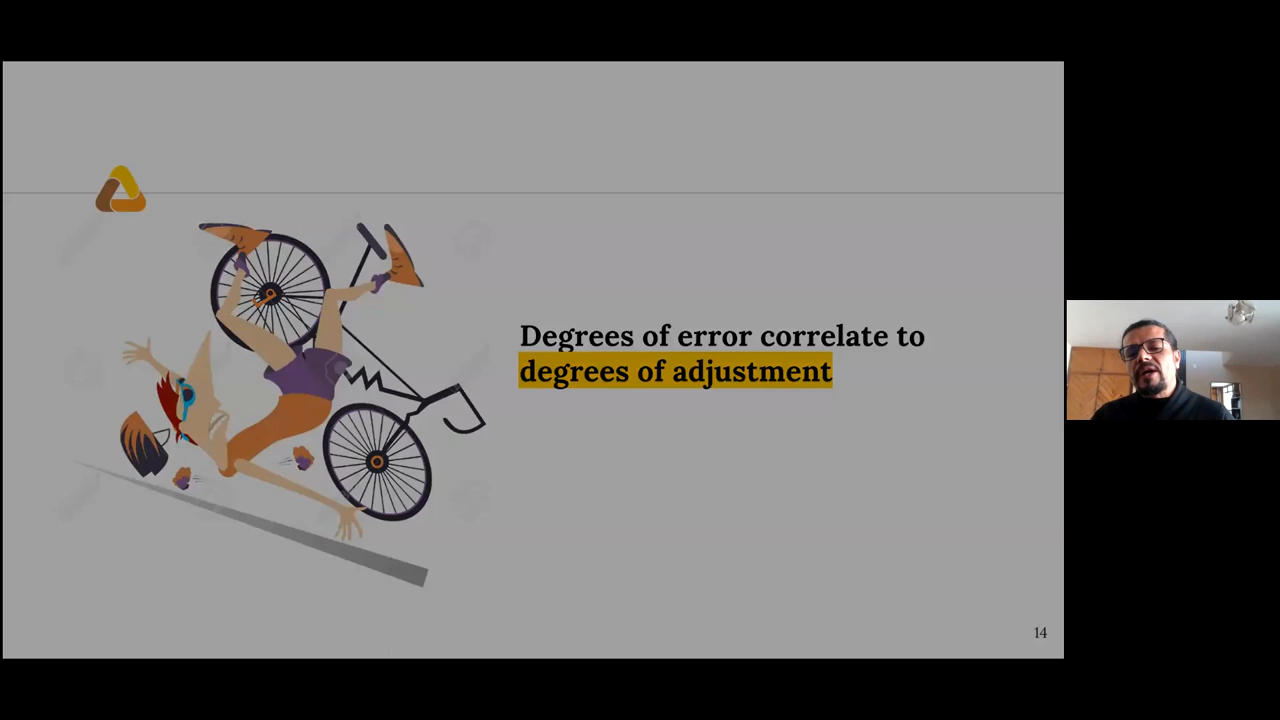 Degrees of error correlate to
degrees of adjustment
14